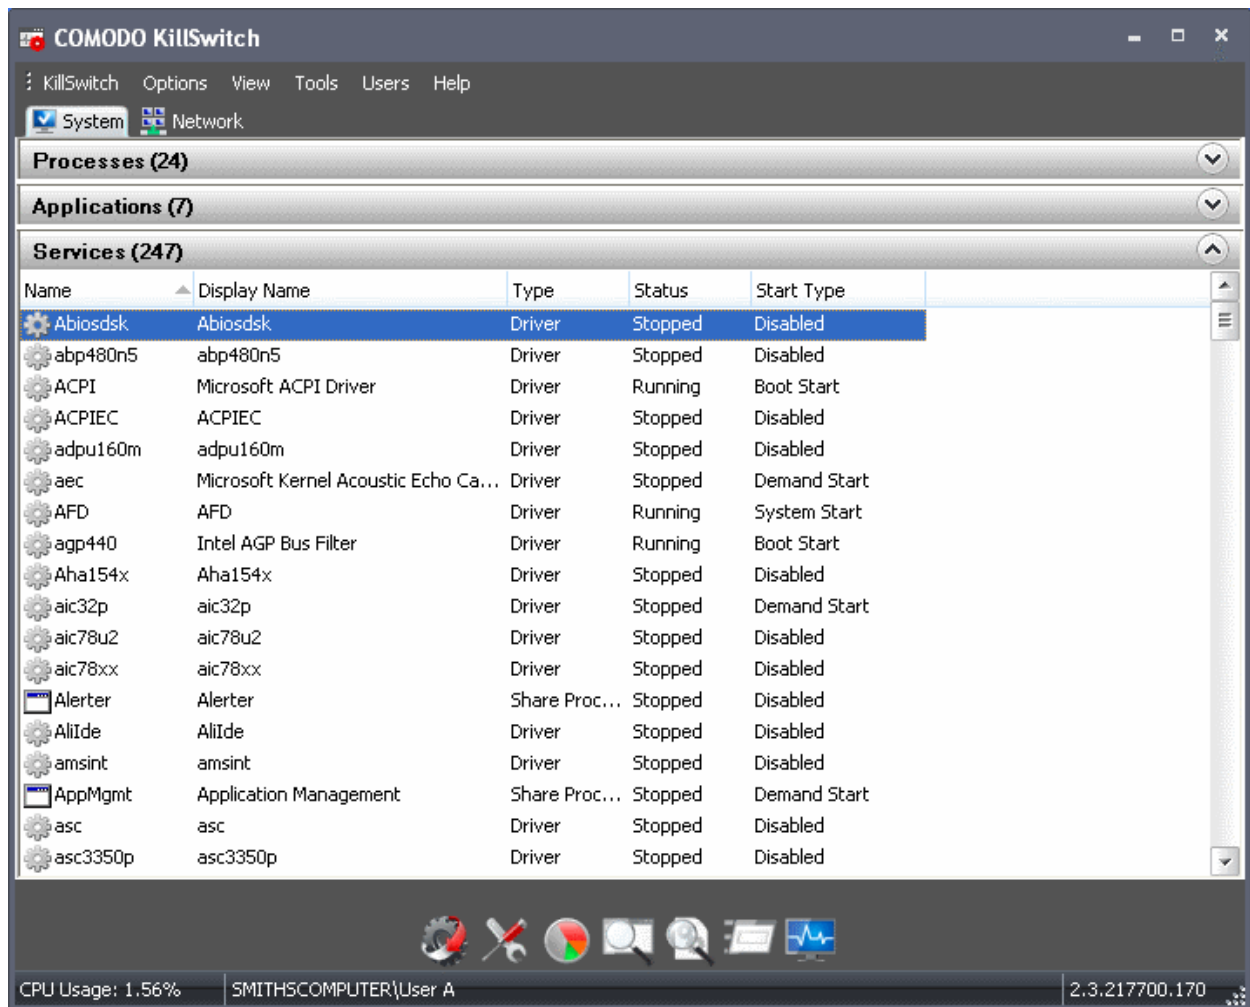 COMODO KillSwitch
KillSwitch Options View Tools Users Help
System Network
Processes (24)
Applications (7)
Services (247)
Name Display Name Type Status Start Type
Abiosdsk Abiosdsk Driver Stopped Disabled
abp480n5 abp480n5 Driver Stopped Disabled
ACPI Microsoft ACPI Driver Driver Running Boot Start
ACPIEC ACPIEC Driver Stopped Disabled
adpu160m adpu160m Driver Stopped Disabled
aec Microsoft Kernel Acoustic Echo Ca... Driver Stopped Demand Start
AFD AFD Driver Running System Start
agp440 Intel AGP Bus Filter Driver Running Boot Start
Aha154x Aha154x Driver Stopped Disabled
aic32p aic32p Driver Stopped Demand Start
aic78u2 aic78u2 Driver Stopped Disabled
aic78xx aic78xx Driver Stopped Disabled
Alerter Alerter Share Proc... Stopped Disabled
AliIde AliIde Driver Stopped Disabled
amsint amsint Driver Stopped Disabled
AppMgmt Application Management Share Proc... Stopped Demand Start
asc asc Driver Stopped Disabled
asc3350p asc3350p Driver Stopped Disabled
CPU Usage: 1.56% SMITHSCOMPUTER\User A 2.3.217700.170